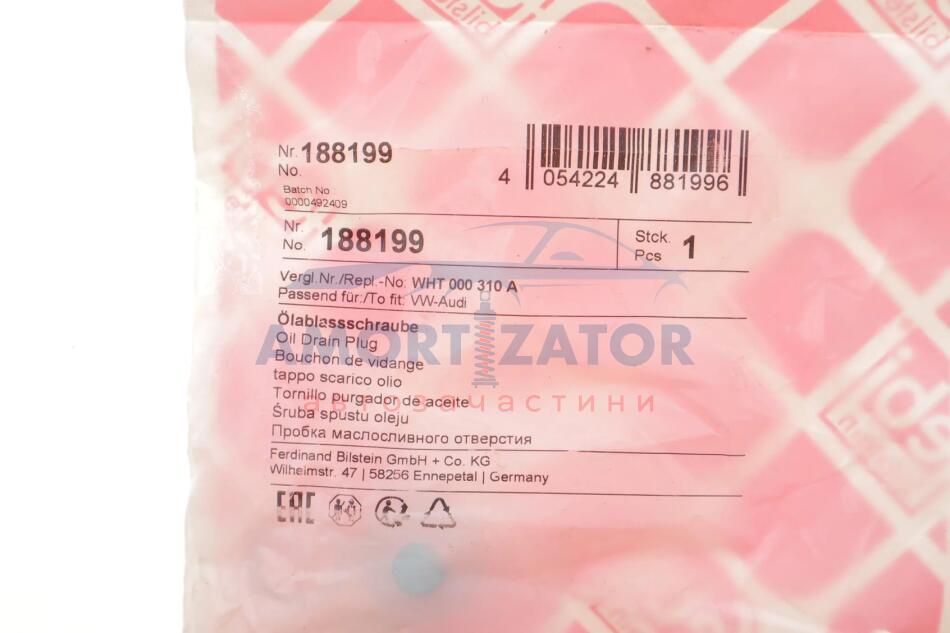 Nr. 188199
No.
Batch No
0000492409
4 054224 881996
Nr.
No. 188199
Stck.
Pcs 1
Vergl.Nr./Repl.-No: WHT 000 310 A
Passend für:/To fit: VW-Audi
Ölablassschraube
Oil Drain Plug
Bouchon de vidange
tappo scarico olio
Tornillo purgador de aceite
Śruba spustu oleju
Пробка маслосливного отверстия
AMORTIZATOR
автозапчастини
Ferdinand Bilstein GmbH + Co. KG
Wilhelmstr. 47 | 58256 Ennepetal | Germany
EAC